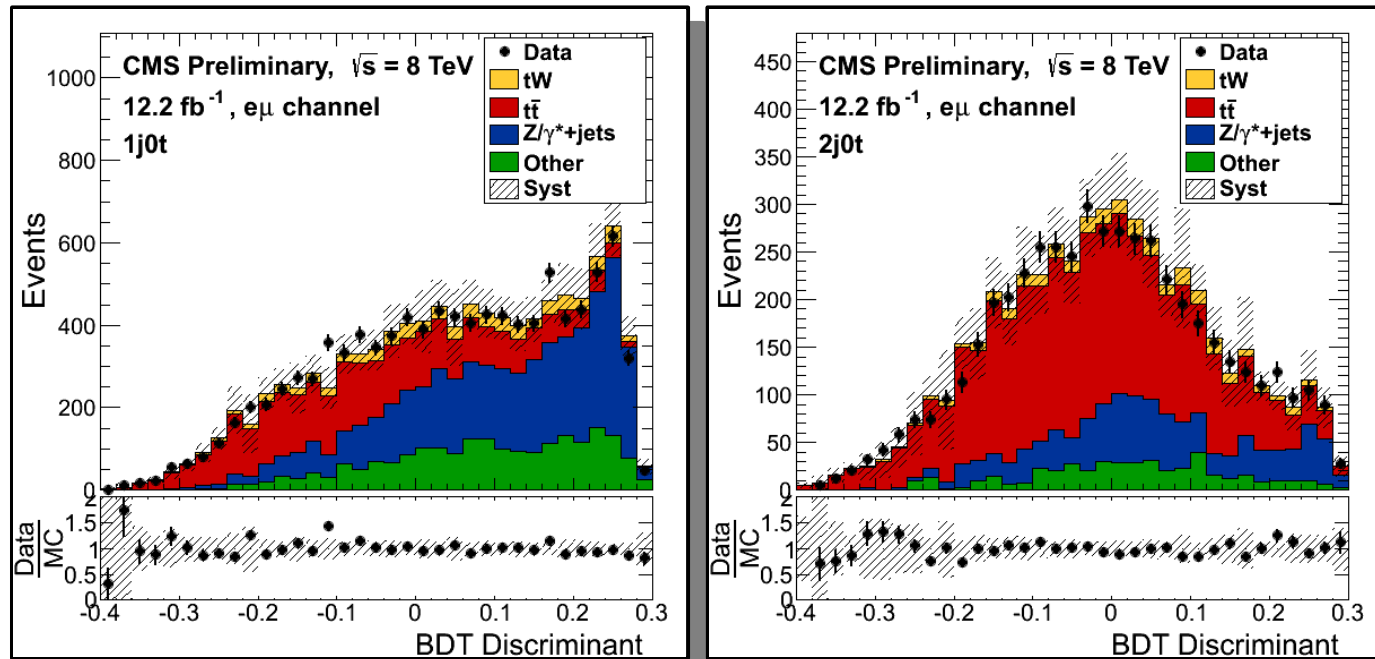 CMS Preliminary, √s = 8 TeV
12.2 fb⁻¹ , eμ channel
1j0t
Data
tW
tt̄
Z/γ*+jets
Other
Syst
Events
1000
800
600
400
200
0
Data
MC
2
1.5
1
0.5
0
-0.4 -0.3 -0.2 -0.1 0 0.1 0.2 0.3
BDT Discriminant
CMS Preliminary, √s = 8 TeV
12.2 fb⁻¹ , eμ channel
2j0t
Data
tW
tt̄
Z/γ*+jets
Other
Syst
Events
450
400
350
300
250
200
150
100
50
0
Data
MC
2
1.5
1
0.5
0
-0.4 -0.3 -0.2 -0.1 0 0.1 0.2 0.3
BDT Discriminant